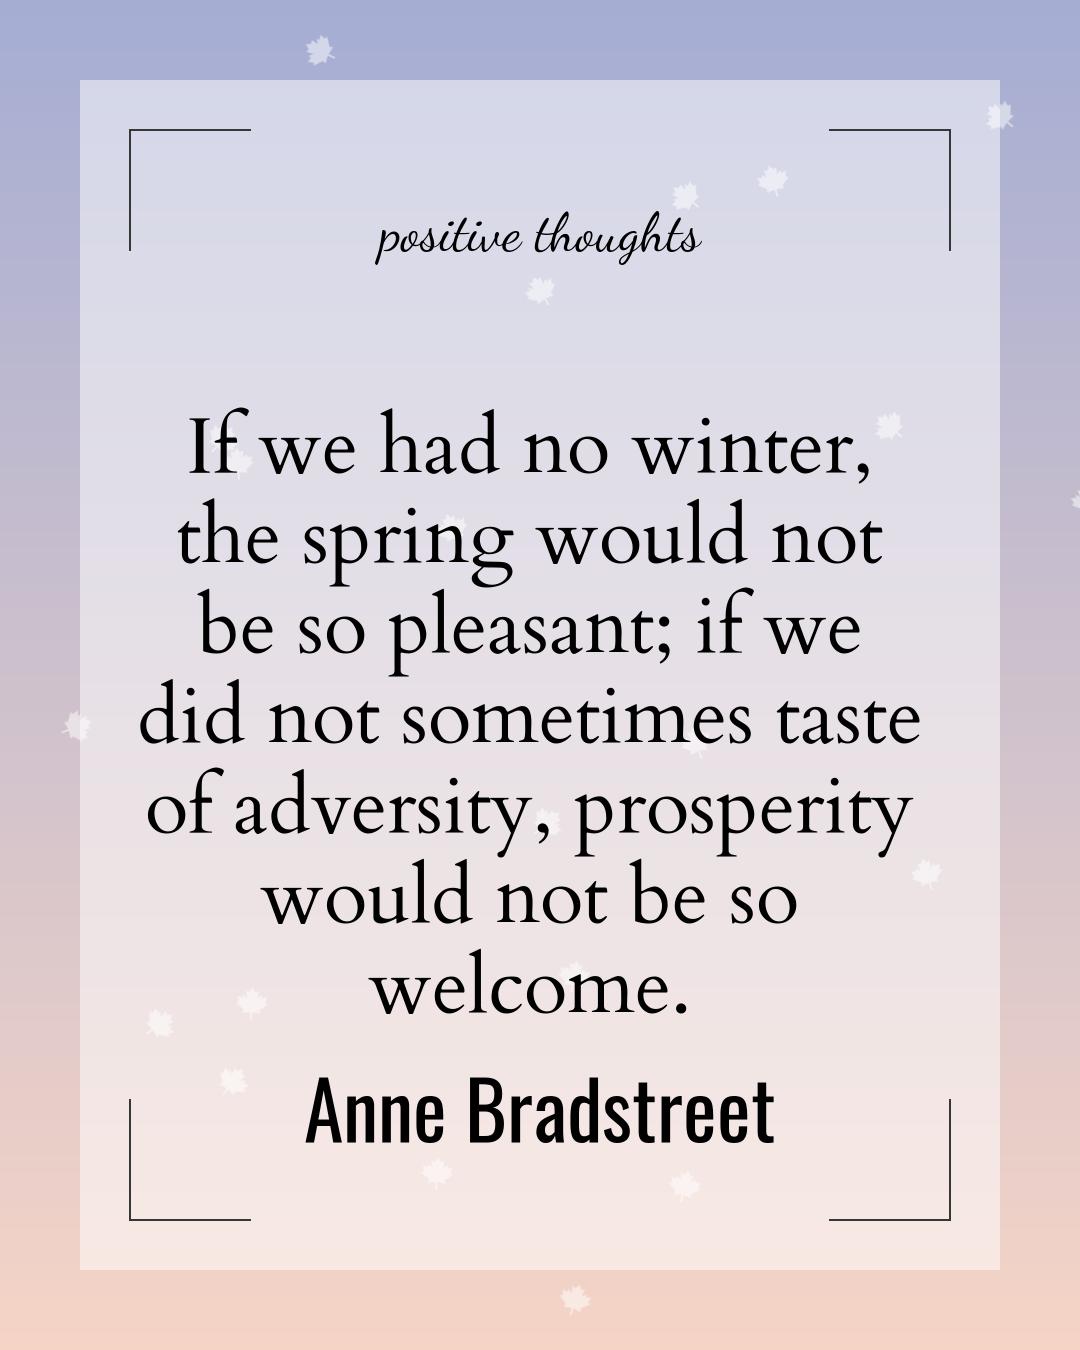 positive thoughts
If we had no winter,
the spring would not
be so pleasant; if we
did not sometimes taste
of adversity, prosperity
would not be so
welcome.
Anne Bradstreet